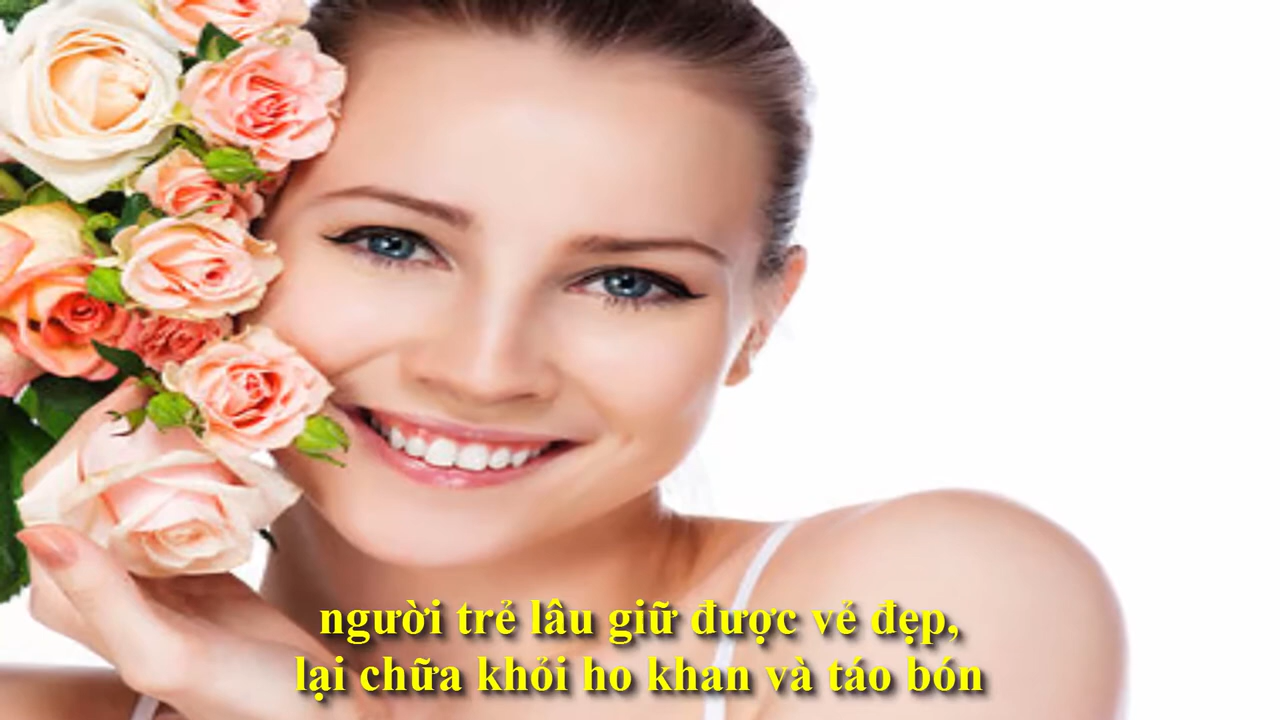 người trẻ lâu giữ được vẻ đẹp,
lại chữa khỏi ho khan và táo bón